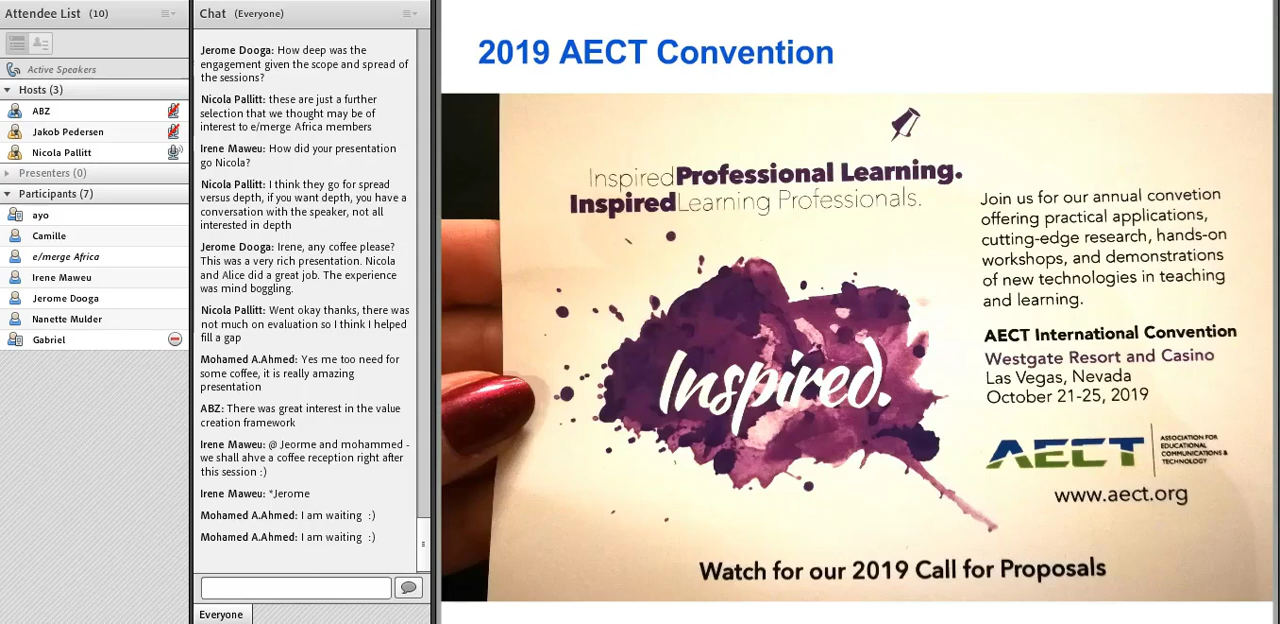 Attendee List (10)
Active Speakers
Hosts (3)
ABZ
Jakob Pedersen
Nicola Pallitt
Presenters (0)
Participants (7)
ayo
Camille
e/merge Africa
Irene Maweu
Jerome Dooga
Nanette Mulder
Gabriel
Chat (Everyone)
Jerome Dooga: How deep was the
engagement given the scope and spread of
the sessions?
Nicola Pallitt: these are just a further
selection that we thought may be of
interest to e/merge Africa members
Irene Maweu: How did your presentation
go Nicola?
Nicola Pallitt: I think they go for spread
versus depth, if you want depth, you have a
conversation with the speaker, not all
interested in depth
Jerome Dooga: Irene, any coffee please?
This was a very rich presentation. Nicola
and Alice did a great job. The experience
was mind boggling.
Nicola Pallitt: Went okay thanks, there was
not much on evaluation so I think I helped
fill a gap
Mohamed A.Ahmed: Yes me too need for
some coffee, it is really amazing
presentation
ABZ: There was great interest in the value
creation framework
Irene Maweu: @ Jeorme and mohammed -
we shall ahve a coffee reception right after
this session :)
Irene Maweu: *Jerome
Mohamed A.Ahmed: I am waiting :)
Mohamed A.Ahmed: I am waiting :)
Everyone
2019 AECT Convention
InspiredProfessional Learning.
InspiredLearning Professionals.
Inspired.
Join us for our annual convetion
offering practical applications,
cutting-edge research, hands-on
workshops, and demonstrations
of new technologies in teaching
and learning.
AECT International Convention
Westgate Resort and Casino
Las Vegas, Nevada
October 21-25, 2019
AECT
ASSOCIATION FOR
EDUCATIONAL
COMMUNICATIONS &
TECHNOLOGY
www.aect.org
Watch for our 2019 Call for Proposals